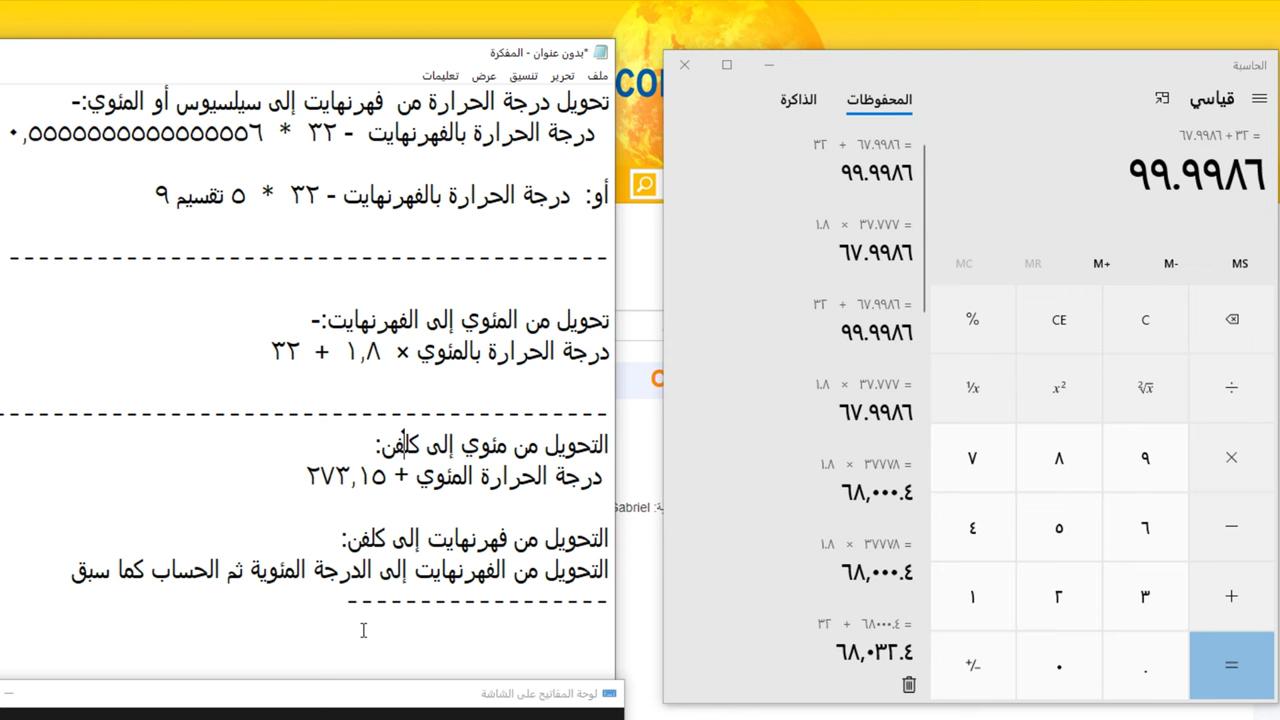 *بدون عنوان - المفكرة
ملف تحرير تنسيق عرض تعليمات
تحويل درجة الحرارة من فهرنهايت إلى سيلسيوس أو المئوي:-
درجة الحرارة بالفهرنهايت - ٣٢ * ٠,٥٥٥٥٥٥٥٥٥٥٥٥٥٥٥٦
أو: درجة الحرارة بالفهرنهايت - ٣٢ * ٥ تقسيم ٩
-----------------------------------------
تحويل من المئوي إلى الفهرنهايت:-
درجة الحرارة بالمئوي × ١,٨ + ٣٢
------------------------------------------
التحويل من مئوي إلى كلفن:
درجة الحرارة المئوي + ٢٧٣,١٥
التحويل من فهرنهايت إلى كلفن:
التحويل من الفهرنهايت إلى الدرجة المئوية ثم الحساب كما سبق
------------------
لوحة المفاتيح على الشاشة
الحاسبة
قياسي
المحفوظات الذاكرة
٦٧.٩٩٨٦ + ٣٢ =
٩٩.٩٩٨٦
MC MR M+ M- MS
% CE C
¹/x x² ²√x ÷
٧ ٨ ٩ ×
٤ ٥ ٦ −
١ ٢ ٣ +
+/- ٠ . =
٣٢ + ٦٧.٩٩٨٦ =
٩٩.٩٩٨٦
١.٨ × ٣٧.٧٧٧ =
٦٧.٩٩٨٦
٣٢ + ٦٧.٩٩٨٦ =
٩٩.٩٩٨٦
١.٨ × ٣٧.٧٧٧ =
٦٧.٩٩٨٦
١.٨ × ٣٧٧٧٨ =
٦٨,٠٠٠.٤
١.٨ × ٣٧٧٧٨ =
٦٨,٠٠٠.٤
٣٢ + ٦٨٠٠٠.٤ =
٦٨,٠٣٢.٤